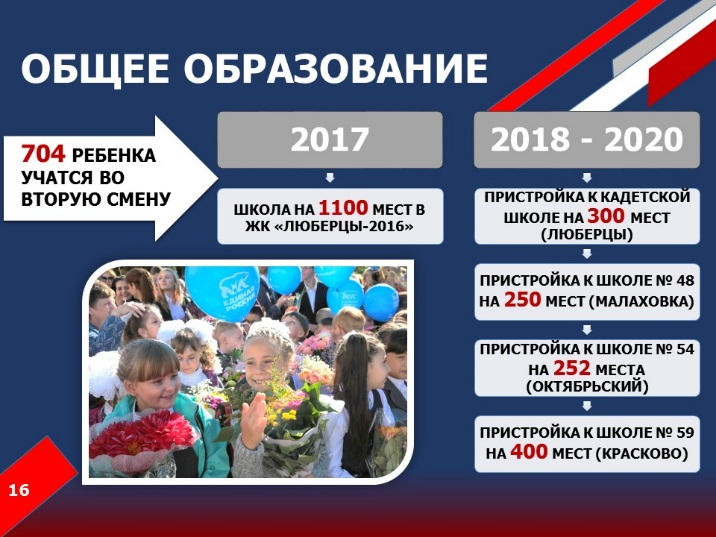 ОБЩЕЕ ОБРАЗОВАНИЕ
704 РЕБЕНКА
УЧАТСЯ ВО
ВТОРУЮ СМЕНУ
2017
ШКОЛА НА 1100 МЕСТ В
ЖК «ЛЮБЕРЦЫ-2016»
2018 - 2020
ПРИСТРОЙКА К КАДЕТСКОЙ
ШКОЛЕ НА 300 МЕСТ
(ЛЮБЕРЦЫ)
ПРИСТРОЙКА К ШКОЛЕ № 48
НА 250 МЕСТ (МАЛАХОВКА)
ПРИСТРОЙКА К ШКОЛЕ № 54
НА 252 МЕСТА
(ОКТЯБРЬСКИЙ)
ПРИСТРОЙКА К ШКОЛЕ № 59
НА 400 МЕСТ (КРАСКОВО)
ЕДИНАЯ
РОССИЯ
16